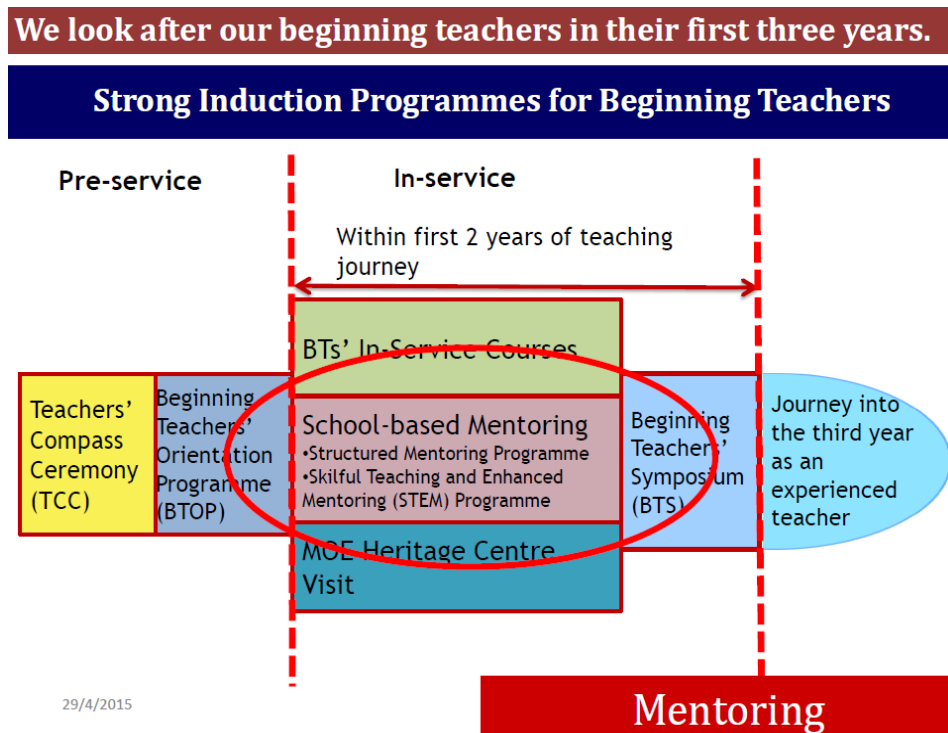 We look after our beginning teachers in their first three years.
Strong Induction Programmes for Beginning Teachers
Pre-service
In-service
Within first 2 years of teaching
journey
BTs' In-Service Courses
Teachers'
Compass
Ceremony
(TCC)
Beginning
Teachers'
Orientation
Programme
(BTOP)
School-based Mentoring
•Structured Mentoring Programme
•Skilful Teaching and Enhanced
Mentoring (STEM) Programme
MOE Heritage Centre
Visit
Beginning
Teachers'
Symposium
(BTS)
Journey into
the third year
as an
experienced
teacher
29/4/2015
Mentoring